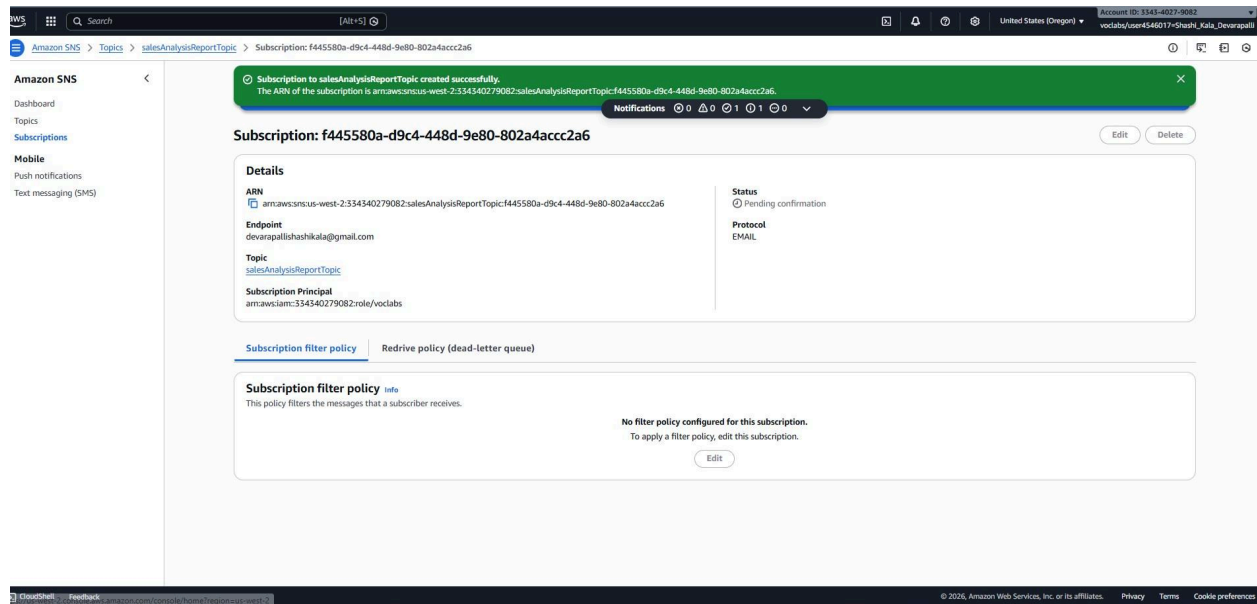 aws
Search
[Alt+S]
United States (Oregon)
Account ID: 3343-4027-9082
voclabs/user4546017=Shashi_Kala_Devarapalli
Amazon SNS > Topics > salesAnalysisReportTopic > Subscription: f445580a-d9c4-448d-9e80-802a4accc2a6
Amazon SNS
Dashboard
Topics
Subscriptions
Mobile
Push notifications
Text messaging (SMS)
Subscription to salesAnalysisReportTopic created successfully.
The ARN of the subscription is arn:aws:sns:us-west-2:334340279082:salesAnalysisReportTopic:f445580a-d9c4-448d-9e80-802a4accc2a6.
Notifications 0 0 1 1 0
Subscription: f445580a-d9c4-448d-9e80-802a4accc2a6
Edit
Delete
Details
ARN
arn:aws:sns:us-west-2:334340279082:salesAnalysisReportTopic:f445580a-d9c4-448d-9e80-802a4accc2a6
Endpoint
devarapallishashikala@gmail.com
Topic
salesAnalysisReportTopic
Subscription Principal
arn:aws:iam::334340279082:role/voclabs
Status
Pending confirmation
Protocol
EMAIL
Subscription filter policy
Redrive policy (dead-letter queue)
Subscription filter policy Info
This policy filters the messages that a subscriber receives.
No filter policy configured for this subscription.
To apply a filter policy, edit this subscription.
Edit
CloudShell Feedback
© 2026, Amazon Web Services, Inc. or its affiliates. Privacy Terms Cookie preferences